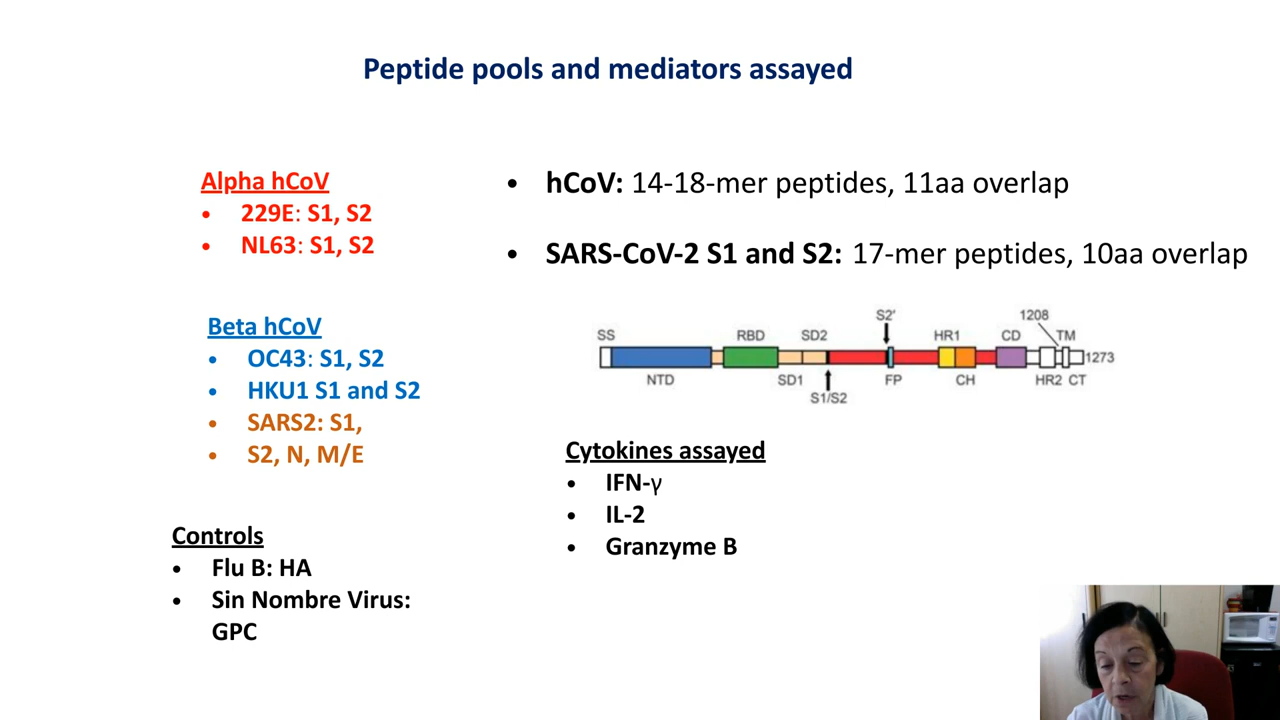 Peptide pools and mediators assayed
Alpha hCoV
• 229E: S1, S2
• NL63: S1, S2
• hCoV: 14-18-mer peptides, 11aa overlap
• SARS-CoV-2 S1 and S2: 17-mer peptides, 10aa overlap
Beta hCoV
• OC43: S1, S2
• HKU1 S1 and S2
• SARS2: S1,
• S2, N, M/E
S2′ 1208
SS RBD SD2 HR1 CD TM
1273
NTD SD1 FP CH HR2 CT
S1/S2
Cytokines assayed
• IFN-γ
• IL-2
• Granzyme B
Controls
• Flu B: HA
• Sin Nombre Virus:
GPC